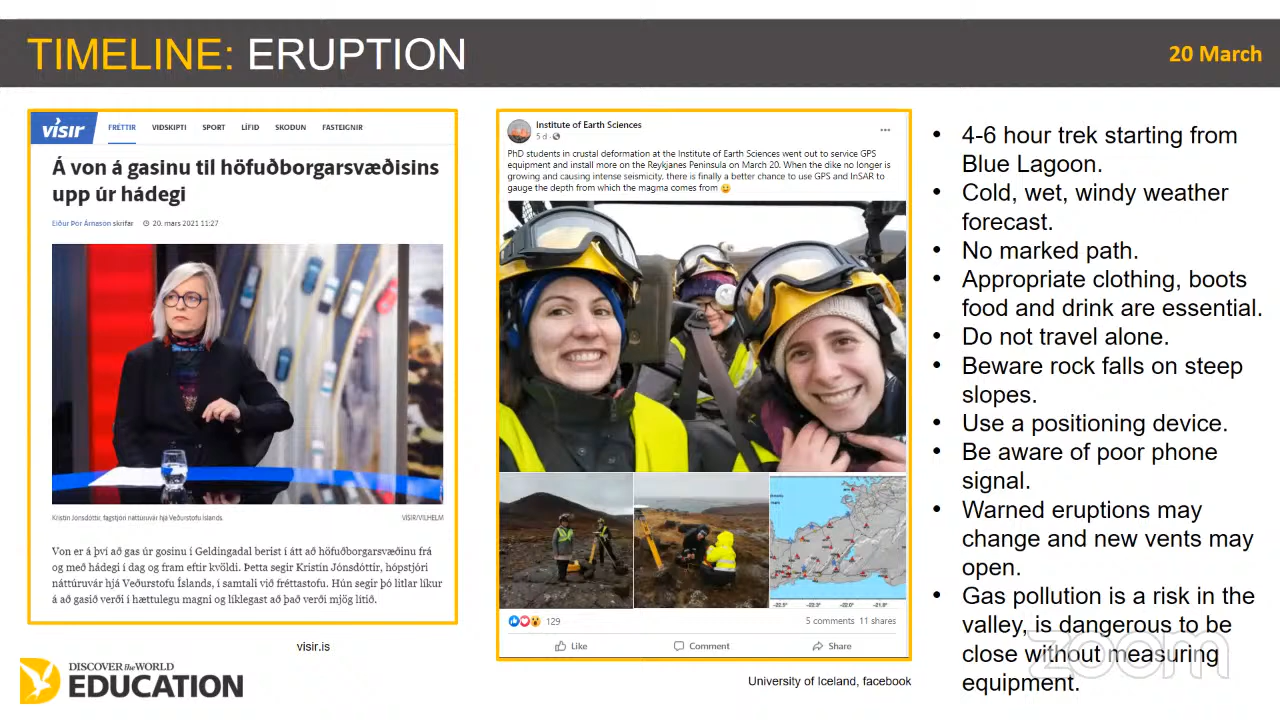 TIMELINE: ERUPTION
20 March
vísir
FRÉTTIR VIÐSKIPTI SPORT LÍFIÐ SKOÐUN FASTEIGNIR
Á von á gasinu til höfuðborgarsvæðisins
upp úr hádegi
Eiður Þór Árnason skrifar 20. mars 2021 11:27
Kristín Jónsdóttir, fagstjóri náttúruvár hjá Veðurstofu Íslands. VÍSIR/VILHELM
Von er á því að gas úr gosinu í Geldingadal berist í átt að höfuðborgarsvæðinu frá
og með hádegi í dag og fram eftir kvöldi. Þetta segir Kristín Jónsdóttir, hópstjóri
náttúruvár hjá Veðurstofu Íslands, í samtali við fréttastofu. Hún segir þó litlar líkur
á að gasið verði í hættulegu magni og líklegast að það verði mjög lítið.
visir.is
DISCOVER the WORLD
EDUCATION
Institute of Earth Sciences
5 d ·
PhD students in crustal deformation at the Institute of Earth Sciences went out to service GPS
equipment and install more on the Reykjanes Peninsula on March 20. When the dike no longer is
growing and causing intense seismicity, there is finally a better chance to use GPS and InSAR to
gauge the depth from which the magma comes from
-22.5° -22.3° -22.0° -21.8°
129 5 comments 11 shares
Like Comment Share
University of Iceland, facebook
• 4-6 hour trek starting from
Blue Lagoon.
• Cold, wet, windy weather
forecast.
• No marked path.
• Appropriate clothing, boots
food and drink are essential.
• Do not travel alone.
• Beware rock falls on steep
slopes.
• Use a positioning device.
• Be aware of poor phone
signal.
• Warned eruptions may
change and new vents may
open.
• Gas pollution is a risk in the
valley, is dangerous to be
close without measuring
equipment.
zoom